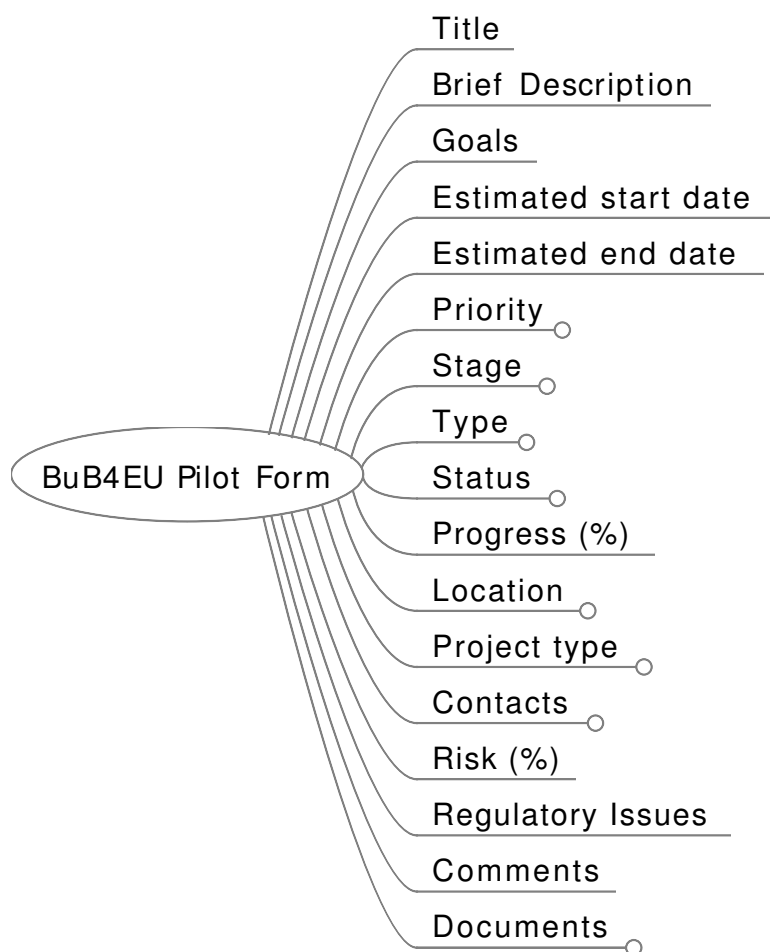 Title
Brief Description
Goals
Estimated start date
Estimated end date
Priority
Stage
Type
BuB4EU Pilot Form
Status
Progress (%)
Location
Project type
Contacts
Risk (%)
Regulatory Issues
Comments
Documents